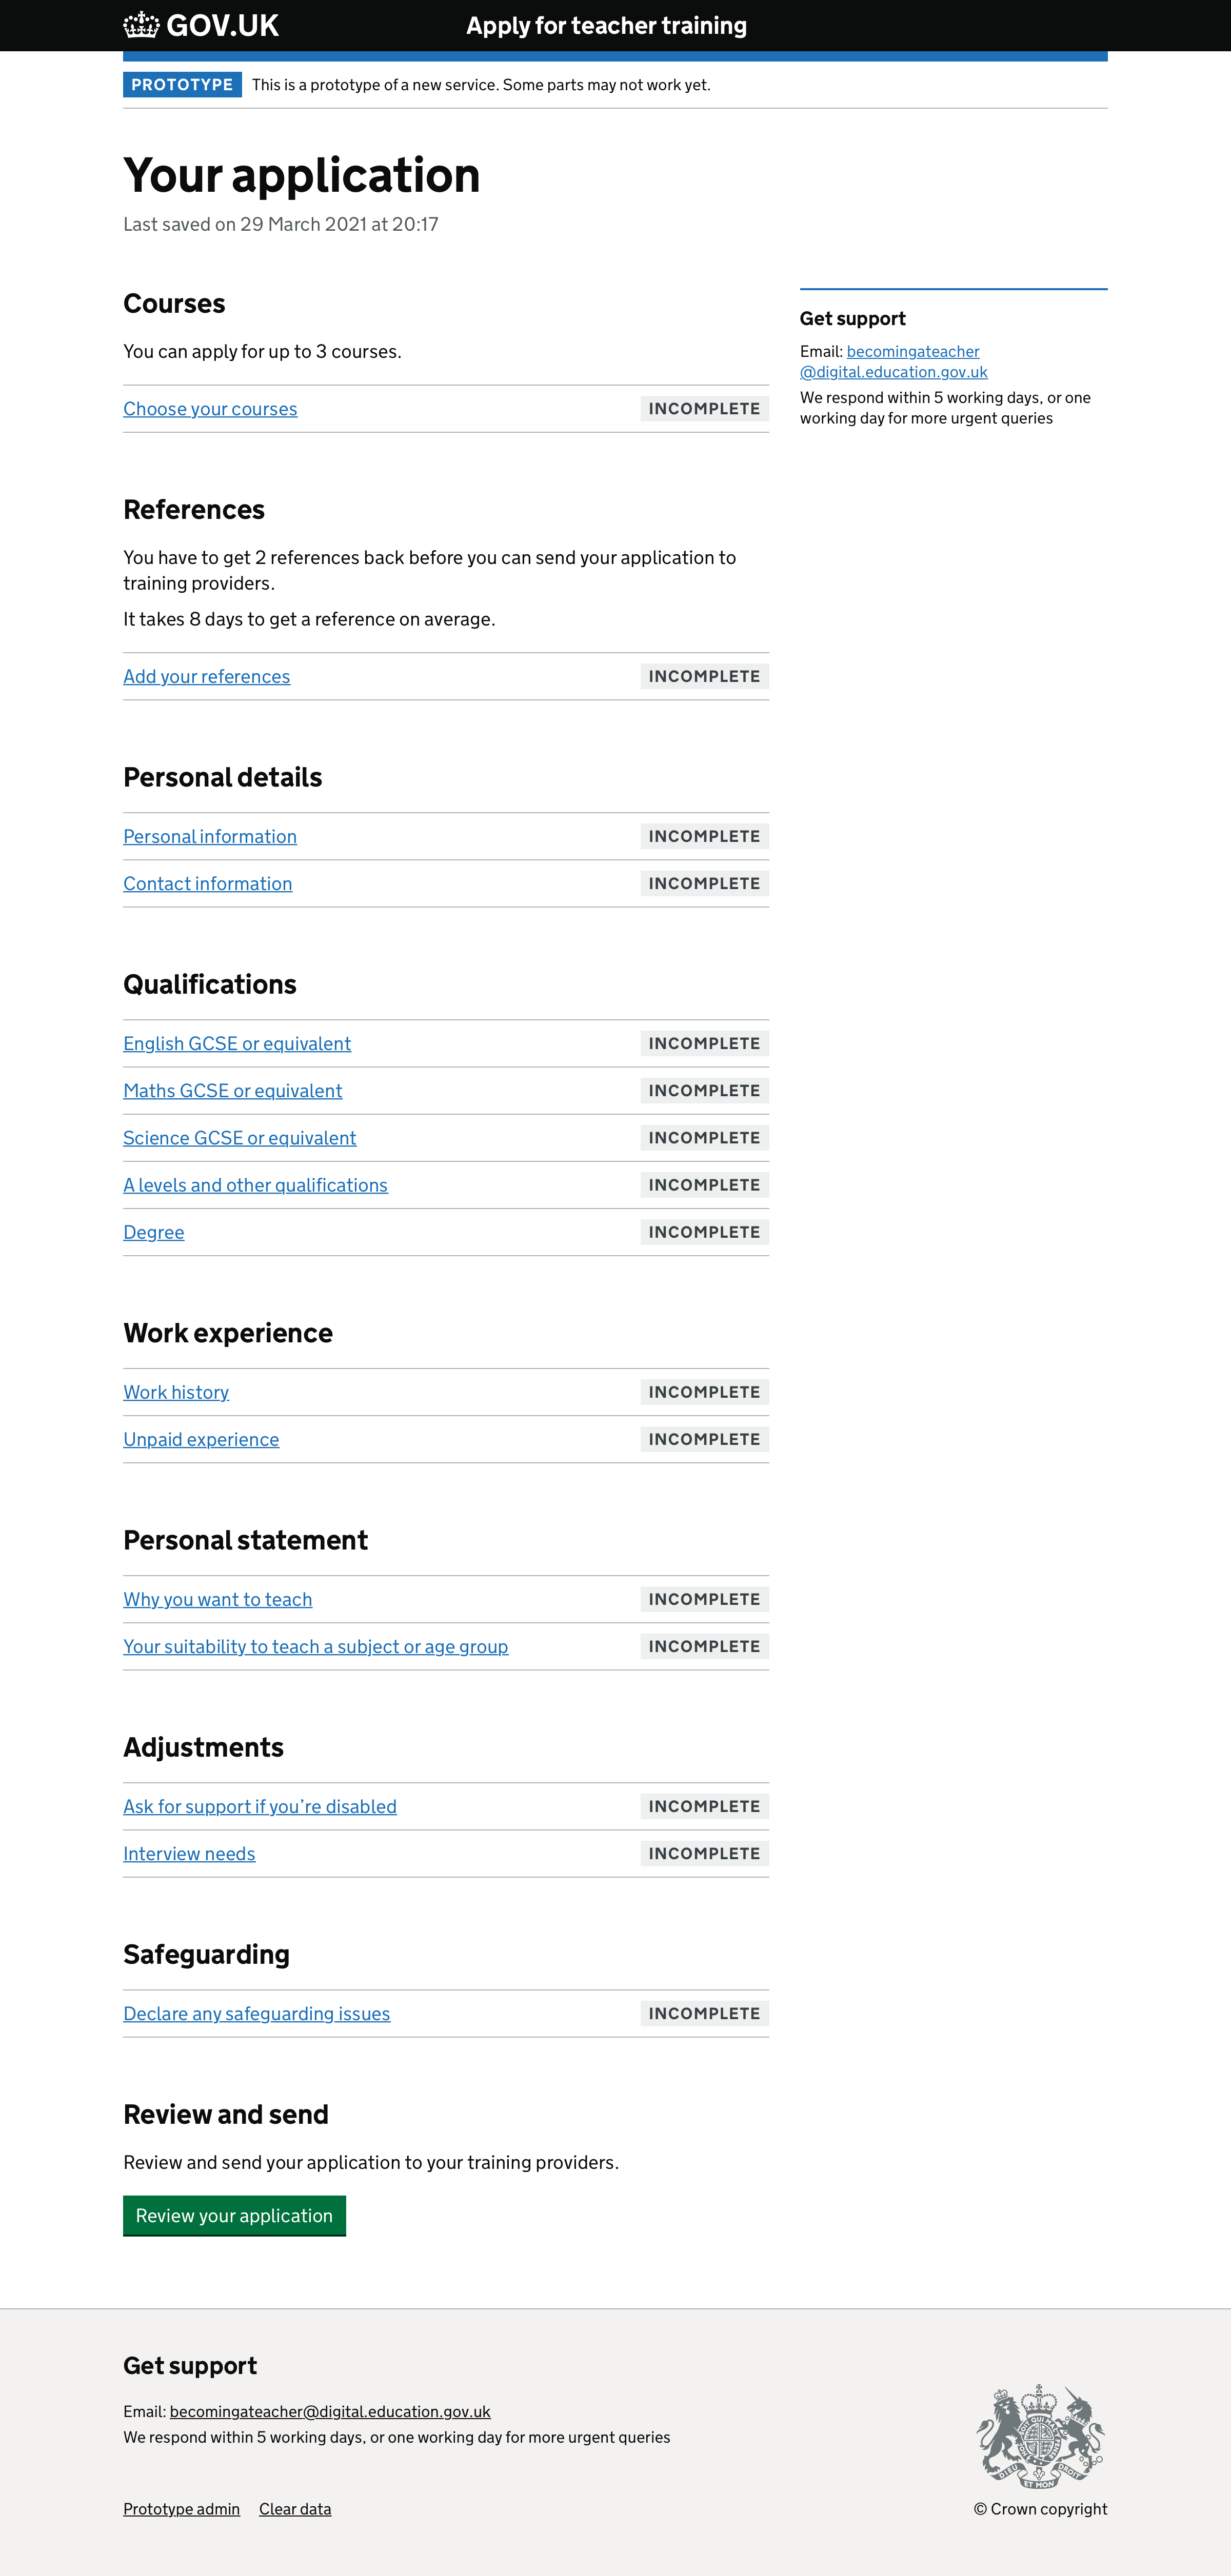 GOV.UK
Apply for teacher training
PROTOTYPE This is a prototype of a new service. Some parts may not work yet.
Your application
Last saved on 29 March 2021 at 20:17
Courses
You can apply for up to 3 courses.
Choose your courses INCOMPLETE
Get support
Email: becomingateacher
@digital.education.gov.uk
We respond within 5 working days, or one
working day for more urgent queries
References
You have to get 2 references back before you can send your application to
training providers.
It takes 8 days to get a reference on average.
Add your references INCOMPLETE
Personal details
Personal information INCOMPLETE
Contact information INCOMPLETE
Qualifications
English GCSE or equivalent INCOMPLETE
Maths GCSE or equivalent INCOMPLETE
Science GCSE or equivalent INCOMPLETE
A levels and other qualifications INCOMPLETE
Degree INCOMPLETE
Work experience
Work history INCOMPLETE
Unpaid experience INCOMPLETE
Personal statement
Why you want to teach INCOMPLETE
Your suitability to teach a subject or age group INCOMPLETE
Adjustments
Ask for support if you’re disabled INCOMPLETE
Interview needs INCOMPLETE
Safeguarding
Declare any safeguarding issues INCOMPLETE
Review and send
Review and send your application to your training providers.
Review your application
Get support
Email: becomingateacher@digital.education.gov.uk
We respond within 5 working days, or one working day for more urgent queries
DIEU ET MON DROIT
Prototype admin Clear data
© Crown copyright